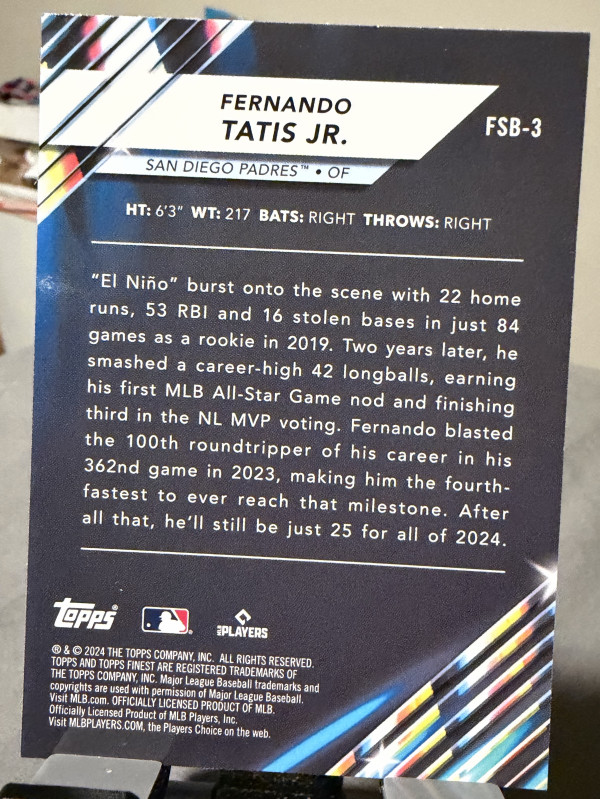 FERNANDO
TATIS JR.
FSB-3
SAN DIEGO PADRES™ • OF
HT: 6'3" WT: 217 BATS: RIGHT THROWS: RIGHT
"El Niño" burst onto the scene with 22 home
runs, 53 RBI and 16 stolen bases in just 84
games as a rookie in 2019. Two years later, he
smashed a career-high 42 longballs, earning
his first MLB All-Star Game nod and finishing
third in the NL MVP voting. Fernando blasted
the 100th roundtripper of his career in his
362nd game in 2023, making him the fourth-
fastest to ever reach that milestone. After
all that, he'll still be just 25 for all of 2024.
Topps®
MLB PLAYERS
® & © 2024 THE TOPPS COMPANY, INC. ALL RIGHTS RESERVED.
TOPPS AND TOPPS FINEST ARE REGISTERED TRADEMARKS OF
THE TOPPS COMPANY, INC. Major League Baseball trademarks and
copyrights are used with permission of Major League Baseball.
Visit MLB.com. OFFICIALLY LICENSED PRODUCT OF MLB.
Officially Licensed Product of MLB Players, Inc.
Visit MLBPLAYERS.COM, the Players Choice on the web.